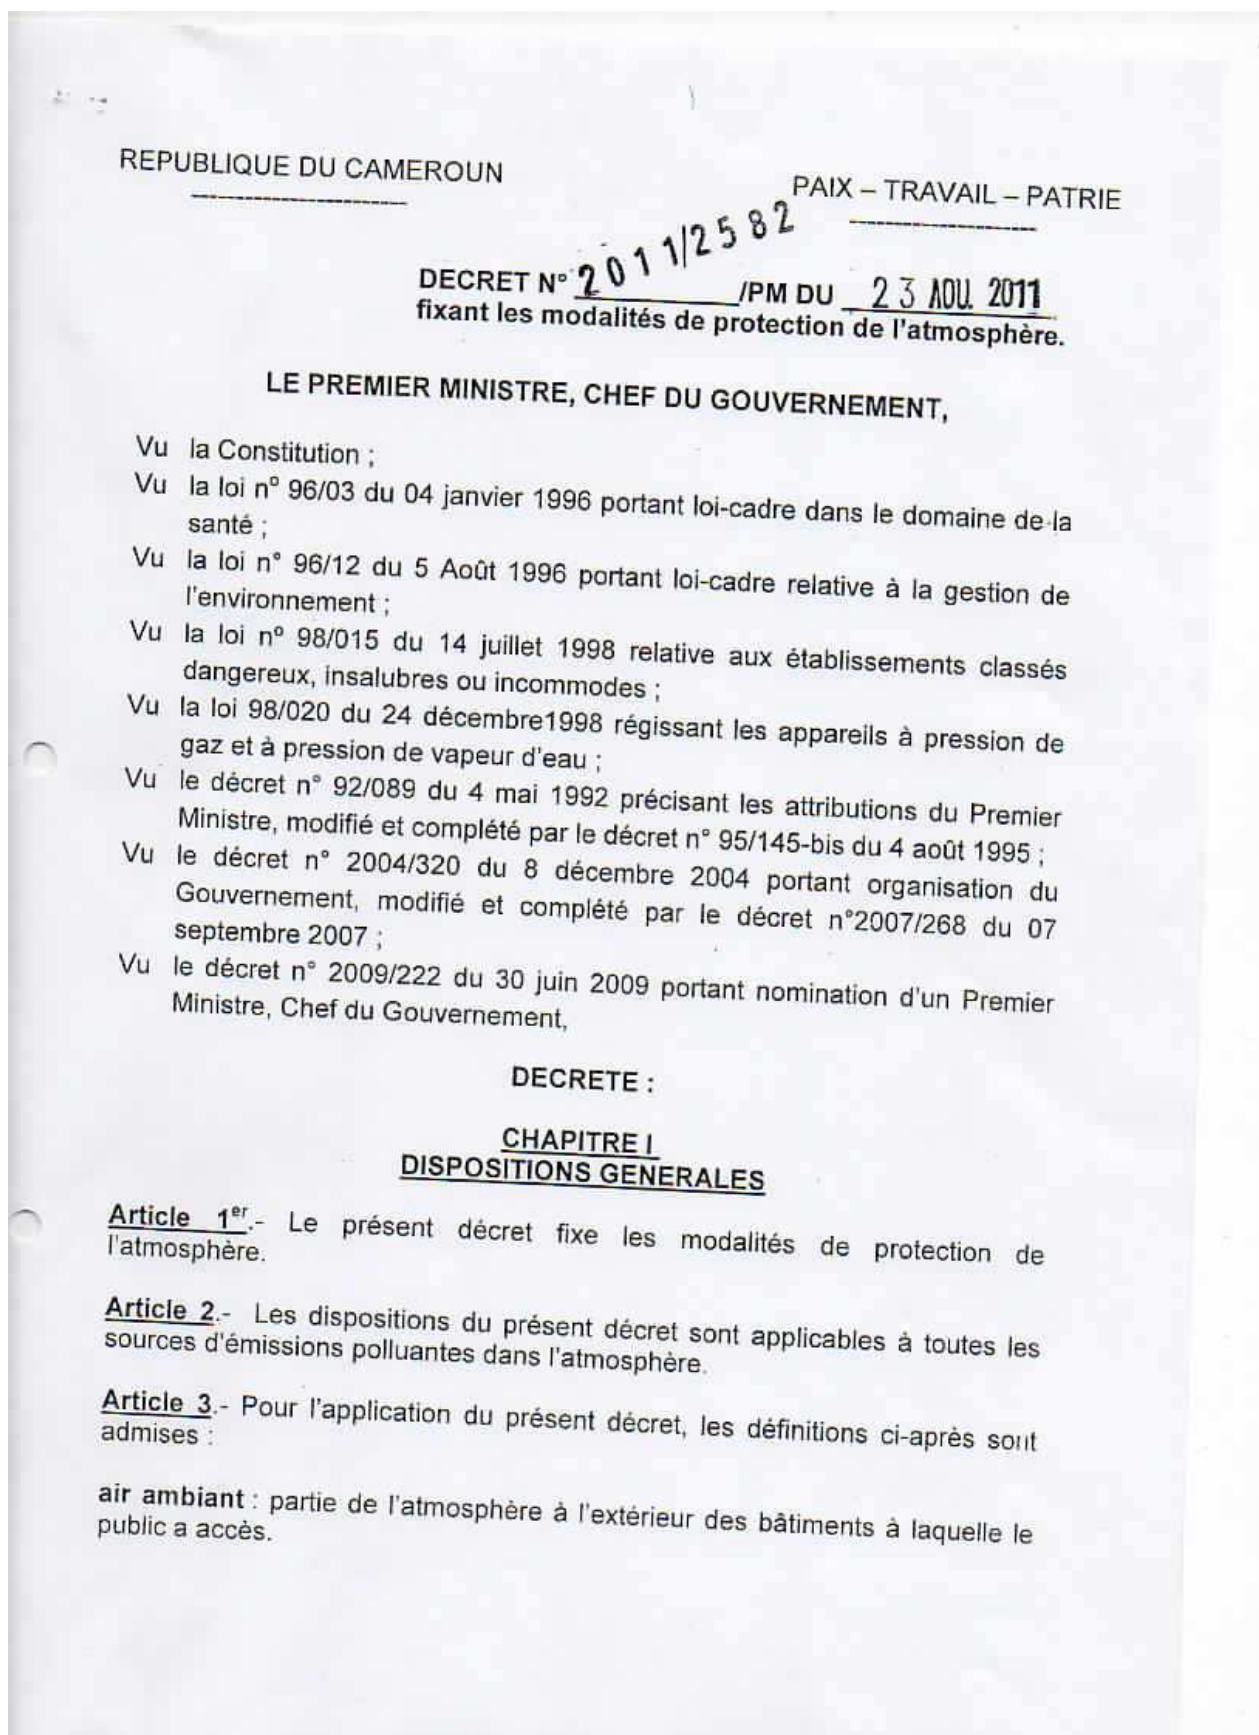 REPUBLIQUE DU CAMEROUN
-----------------------
PAIX – TRAVAIL – PATRIE
--------------------
DECRET N° 2011/2582 /PM DU 23 AOU. 2011
fixant les modalités de protection de l'atmosphère.
LE PREMIER MINISTRE, CHEF DU GOUVERNEMENT,
Vu la Constitution ;
Vu la loi n° 96/03 du 04 janvier 1996 portant loi-cadre dans le domaine de la
santé ;
Vu la loi n° 96/12 du 5 Août 1996 portant loi-cadre relative à la gestion de
l'environnement ;
Vu la loi n° 98/015 du 14 juillet 1998 relative aux établissements classés
dangereux, insalubres ou incommodes ;
Vu la loi 98/020 du 24 décembre1998 régissant les appareils à pression de
gaz et à pression de vapeur d'eau ;
Vu le décret n° 92/089 du 4 mai 1992 précisant les attributions du Premier
Ministre, modifié et complété par le décret n° 95/145-bis du 4 août 1995 ;
Vu le décret n° 2004/320 du 8 décembre 2004 portant organisation du
Gouvernement, modifié et complété par le décret n°2007/268 du 07
septembre 2007 ;
Vu le décret n° 2009/222 du 30 juin 2009 portant nomination d'un Premier
Ministre, Chef du Gouvernement,
DECRETE :
CHAPITRE I
DISPOSITIONS GENERALES
Article 1er.- Le présent décret fixe les modalités de protection de
l'atmosphère.
Article 2.- Les dispositions du présent décret sont applicables à toutes les
sources d'émissions polluantes dans l'atmosphère.
Article 3.- Pour l'application du présent décret, les définitions ci-après sont
admises :
air ambiant : partie de l'atmosphère à l'extérieur des bâtiments à laquelle le
public a accès.